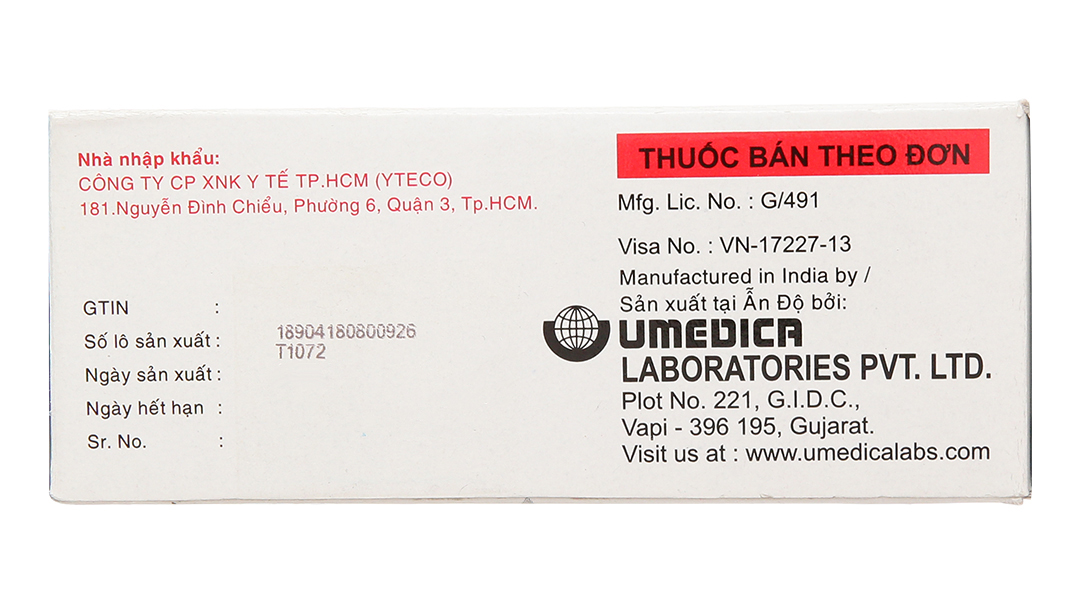 Nhà nhập khẩu:
CÔNG TY CP XNK Y TẾ TP.HCM (YTECO)
181.Nguyễn Đình Chiểu, Phường 6, Quận 3, Tp.HCM.
GTIN :
Số lô sản xuất : 18904180800926
T1072
Ngày sản xuất :
Ngày hết hạn :
Sr. No. :
THUỐC BÁN THEO ĐƠN
Mfg. Lic. No. : G/491
Visa No. : VN-17227-13
Manufactured in India by /
Sản xuất tại Ấn Độ bởi:
UMEDICA
LABORATORIES PVT. LTD.
Plot No. 221, G.I.D.C.,
Vapi - 396 195, Gujarat.
Visit us at : www.umedicalabs.com